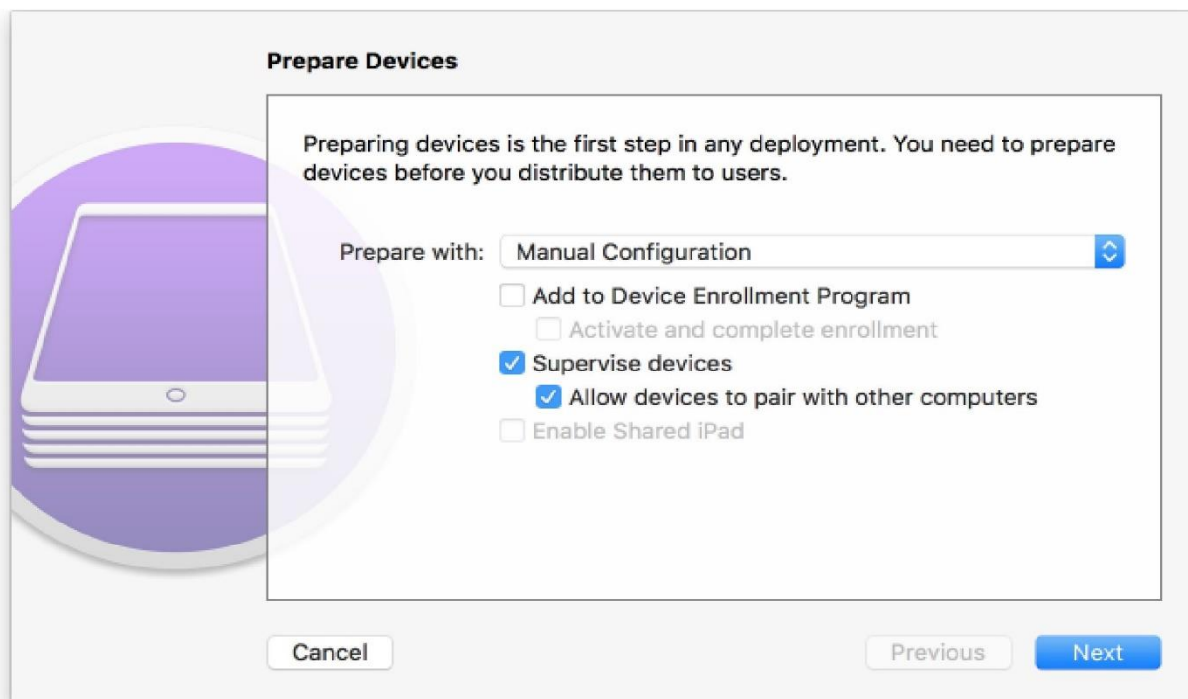 Prepare Devices
Preparing devices is the first step in any deployment. You need to prepare
devices before you distribute them to users.
Prepare with: Manual Configuration
Add to Device Enrollment Program
Activate and complete enrollment
Supervise devices
Allow devices to pair with other computers
Enable Shared iPad
Cancel Previous Next